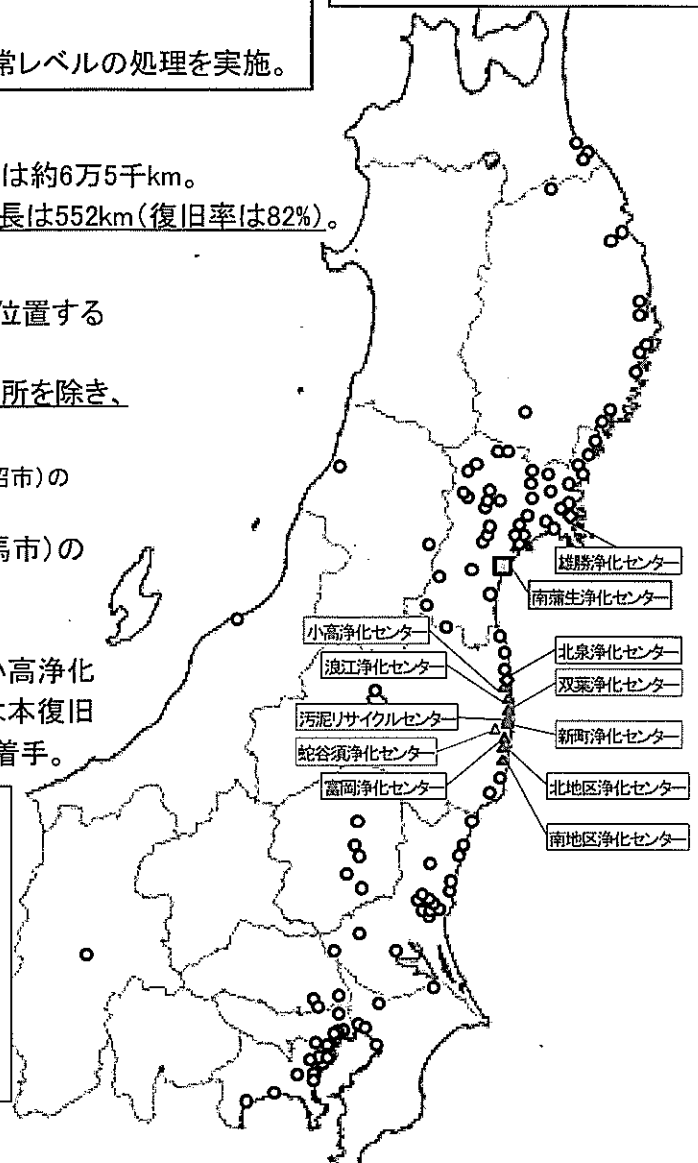 常レベルの処理を実施。
は約6万5千km。
長は552km(復旧率は82%)。
位置する
所を除き、
沼市)の
馬市)の
小高浄化
は本復旧
着手。
雄勝浄化センター
南蒲生浄化センター
小高浄化センター
北泉浄化センター
浪江浄化センター
双葉浄化センター
汚泥リサイクルセンター
新町浄化センター
蛇谷須浄化センター
富岡浄化センター
北地区浄化センター
南地区浄化センター